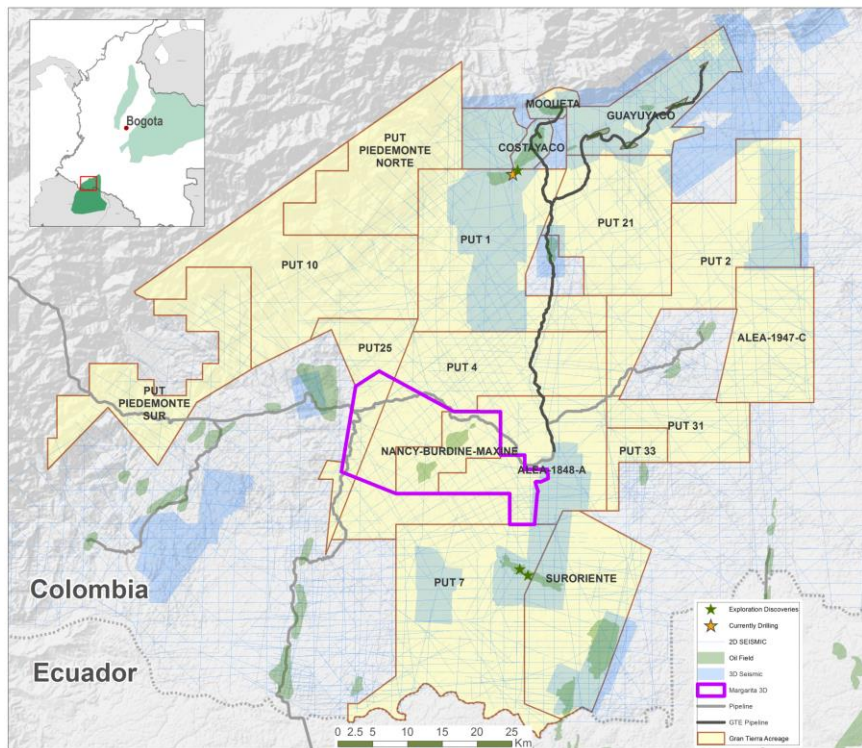 Bogota
MOQUETA
GUAYUYACO
COSTAYACO
PUT
PIEDEMONTE
NORTE
PUT 1
PUT 21
PUT 10
PUT 2
PUT25
PUT 4
ALEA-1947-C
PUT
PIEDEMONTE
SUR
PUT 31
NANCY-BURDINE-MAXINE
PUT 33
ALEA-1848-A
PUT 7
SURORIENTE
Colombia
Ecuador
Exploration Discoveries
Currently Drilling
2D SEISMIC
Oil Field
3D Seismic
Margarita 3D
Pipeline
GTE Pipeline
Gran Tierra Acreage
0 2.5 5 10 15 20 25
Km